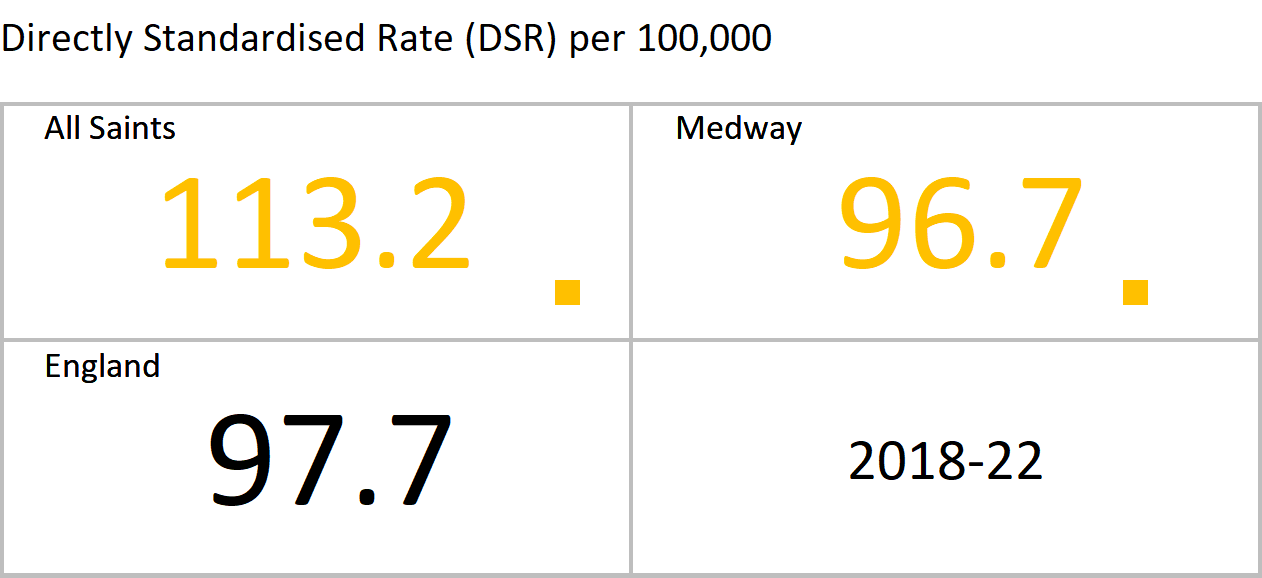 Directly Standardised Rate (DSR) per 100,000
All Saints
113.2
Medway
96.7
England
97.7
2018-22